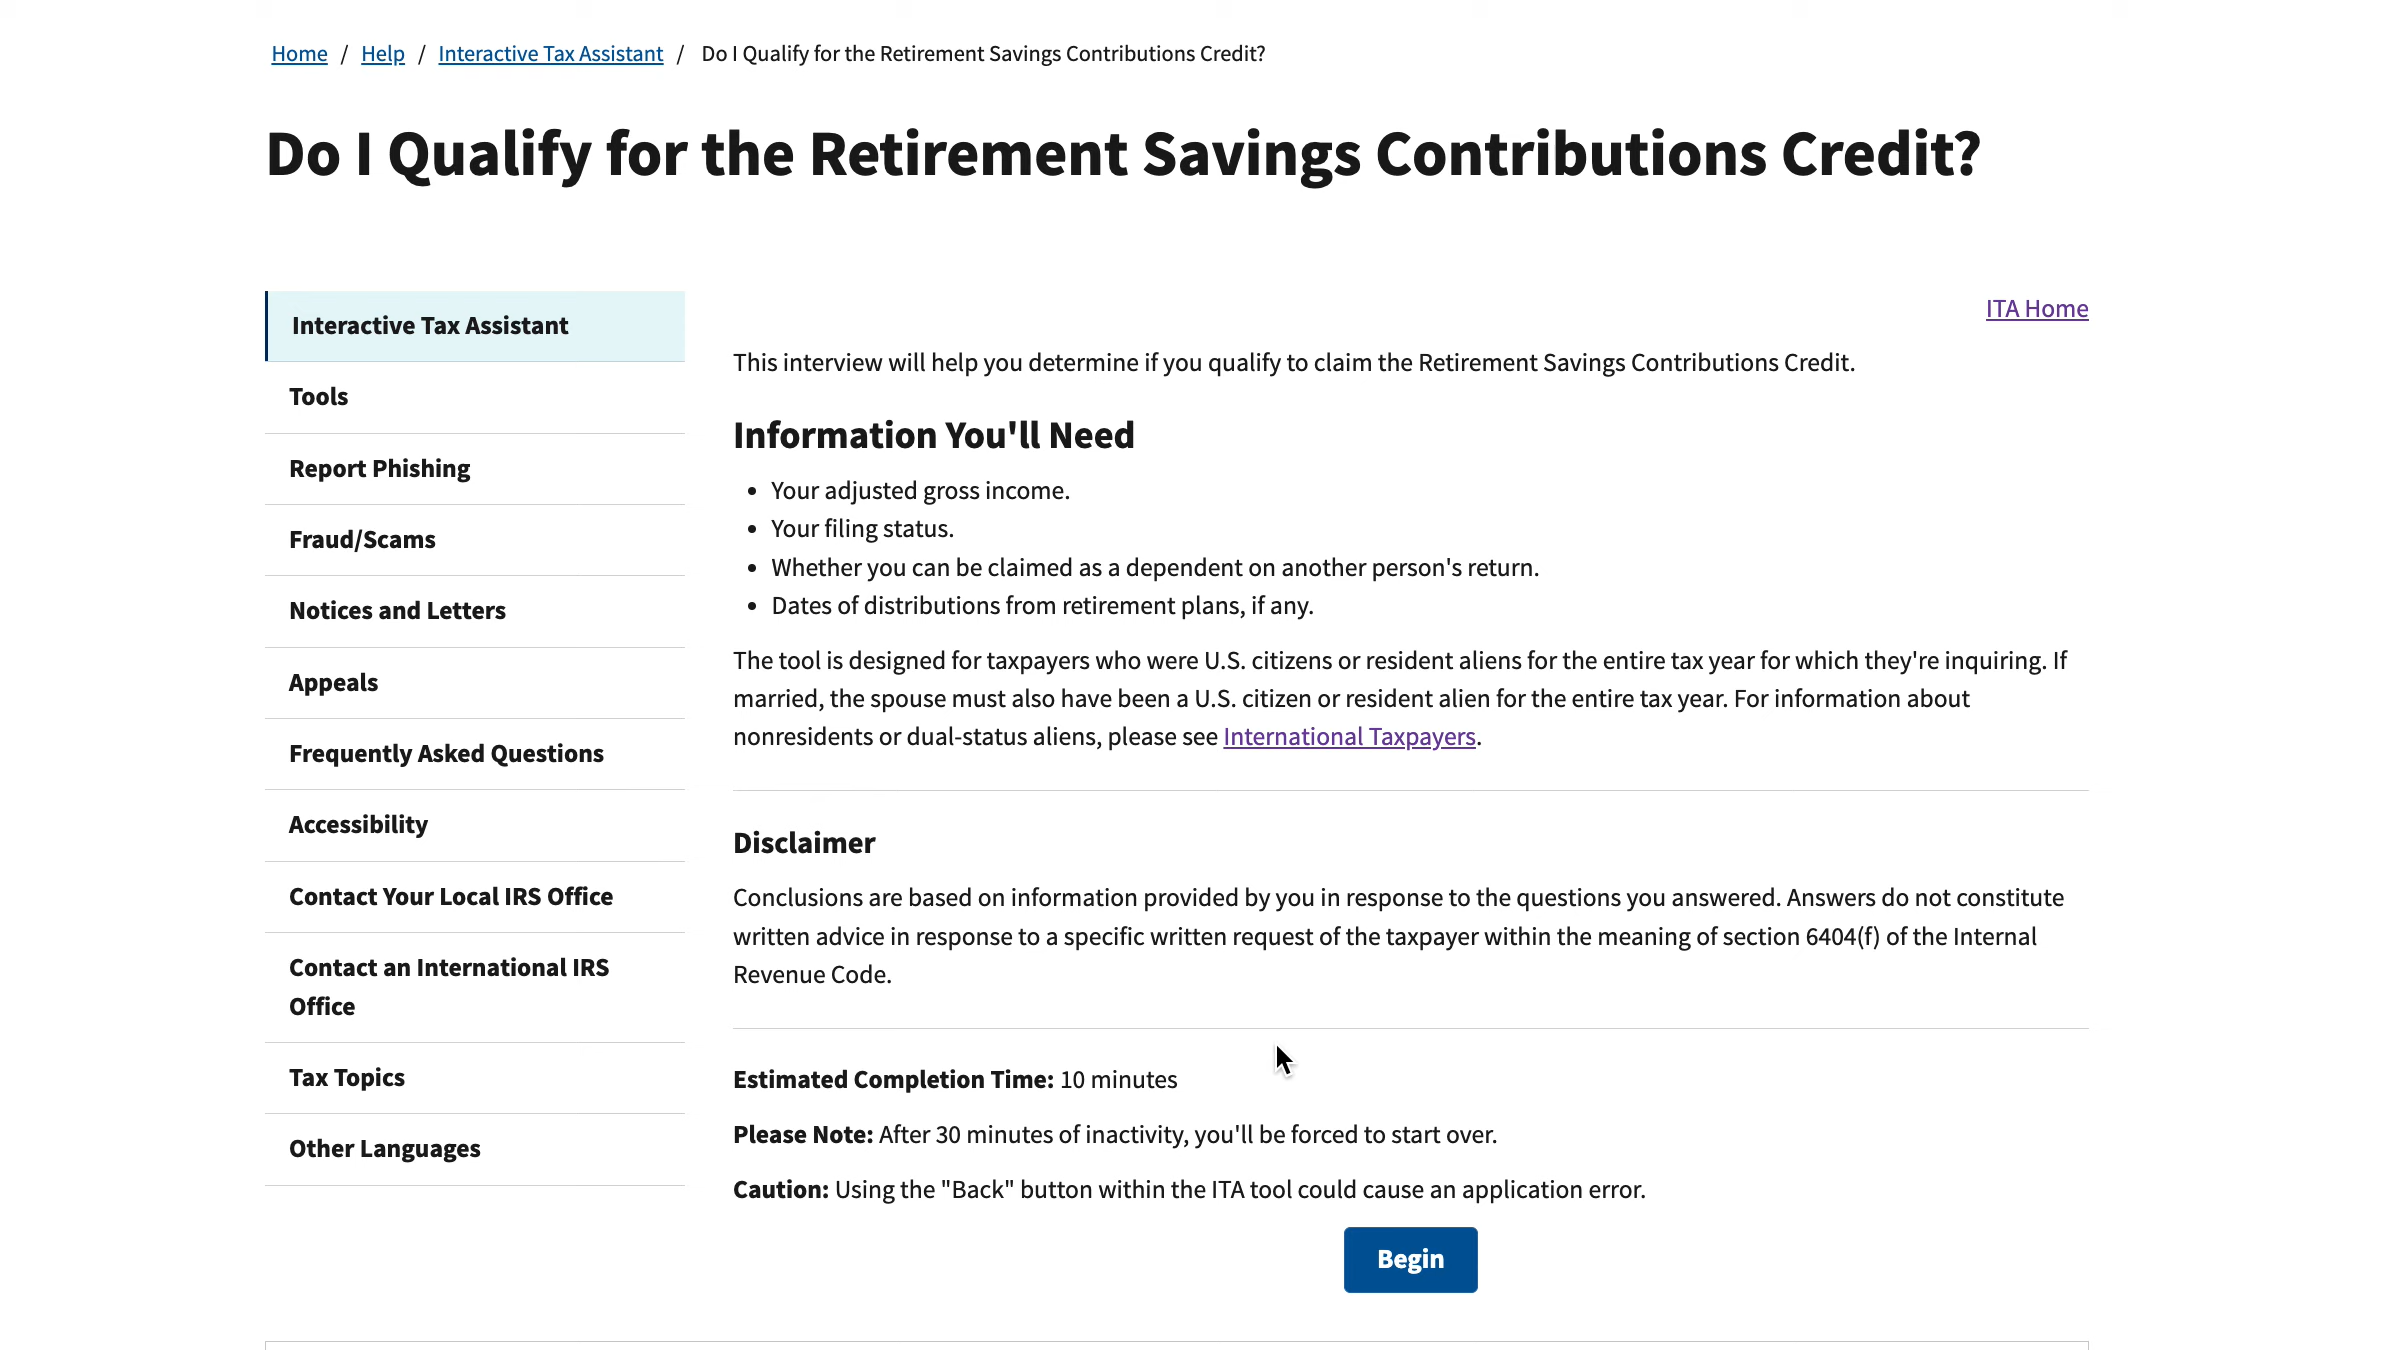 Home / Help / Interactive Tax Assistant / Do I Qualify for the Retirement Savings Contributions Credit?
Do I Qualify for the Retirement Savings Contributions Credit?
Interactive Tax Assistant
Tools
Report Phishing
Fraud/Scams
Notices and Letters
Appeals
Frequently Asked Questions
Accessibility
Contact Your Local IRS Office
Contact an International IRS
Office
Tax Topics
Other Languages
ITA Home
This interview will help you determine if you qualify to claim the Retirement Savings Contributions Credit.
Information You'll Need
• Your adjusted gross income.
• Your filing status.
• Whether you can be claimed as a dependent on another person's return.
• Dates of distributions from retirement plans, if any.
The tool is designed for taxpayers who were U.S. citizens or resident aliens for the entire tax year for which they're inquiring. If
married, the spouse must also have been a U.S. citizen or resident alien for the entire tax year. For information about
nonresidents or dual-status aliens, please see International Taxpayers.
Disclaimer
Conclusions are based on information provided by you in response to the questions you answered. Answers do not constitute
written advice in response to a specific written request of the taxpayer within the meaning of section 6404(f) of the Internal
Revenue Code.
Estimated Completion Time: 10 minutes
Please Note: After 30 minutes of inactivity, you'll be forced to start over.
Caution: Using the "Back" button within the ITA tool could cause an application error.
Begin